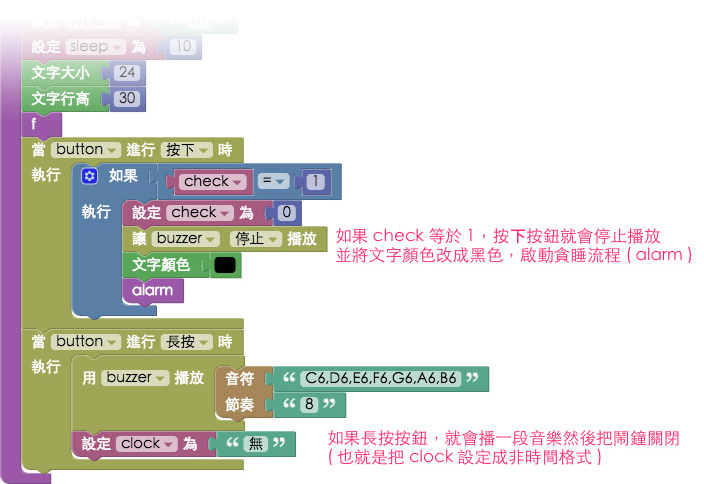 設定 type 為
設定 sleep 為 10
文字大小 24
文字行高 30
f
當 button 進行 按下 時
執行 如果 check = 1
執行 設定 check 為 0
讓 buzzer 停止 播放
文字顏色
alarm
如果 check 等於 1，按下按鈕就會停止播放
並將文字顏色改成黑色，啟動貪睡流程 ( alarm )
當 button 進行 長按 時
執行 用 buzzer 播放 音符 “ C6,D6,E6,F6,G6,A6,B6 ”
節奏 “ 8 ”
設定 clock 為 “ 無 ”
如果長按按鈕，就會播一段音樂然後把鬧鐘關閉
( 也就是把 clock 設定成非時間格式 )